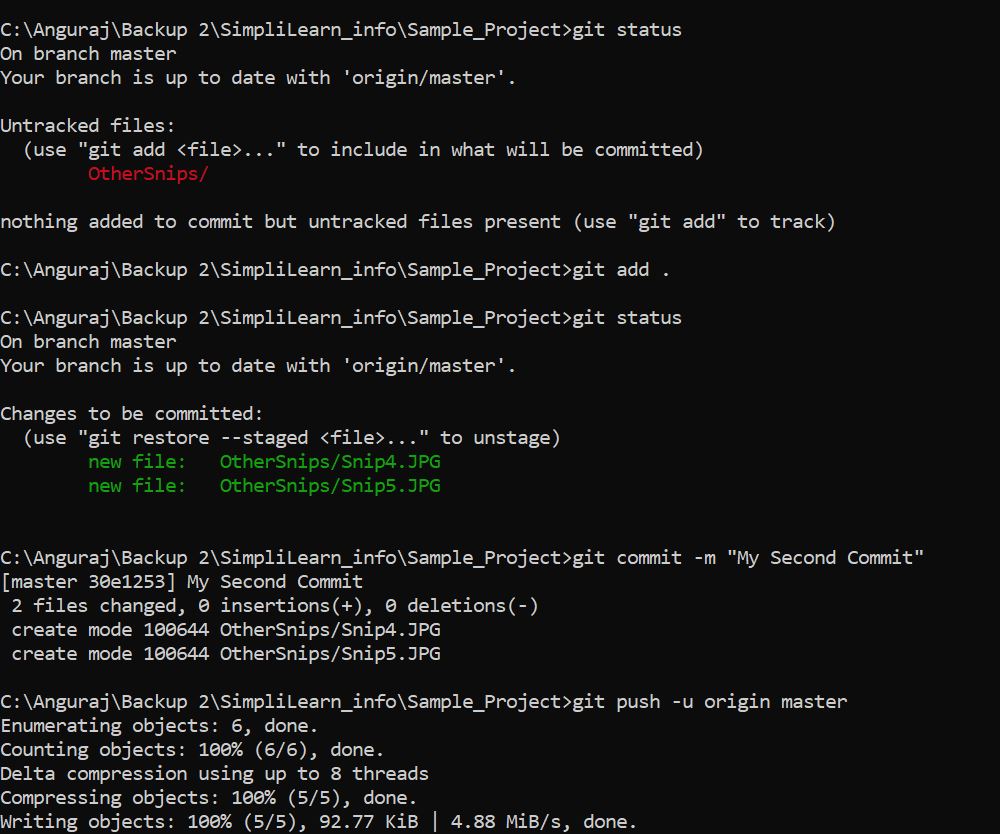 C:\Anguraj\Backup 2\SimpliLearn_info\Sample_Project>git status
On branch master
Your branch is up to date with 'origin/master'.
Untracked files:
  (use "git add <file>..." to include in what will be committed)
        OtherSnips/
nothing added to commit but untracked files present (use "git add" to track)
C:\Anguraj\Backup 2\SimpliLearn_info\Sample_Project>git add .
C:\Anguraj\Backup 2\SimpliLearn_info\Sample_Project>git status
On branch master
Your branch is up to date with 'origin/master'.
Changes to be committed:
  (use "git restore --staged <file>..." to unstage)
        new file:   OtherSnips/Snip4.JPG
        new file:   OtherSnips/Snip5.JPG
C:\Anguraj\Backup 2\SimpliLearn_info\Sample_Project>git commit -m "My Second Commit"
[master 30e1253] My Second Commit
 2 files changed, 0 insertions(+), 0 deletions(-)
 create mode 100644 OtherSnips/Snip4.JPG
 create mode 100644 OtherSnips/Snip5.JPG
C:\Anguraj\Backup 2\SimpliLearn_info\Sample_Project>git push -u origin master
Enumerating objects: 6, done.
Counting objects: 100% (6/6), done.
Delta compression using up to 8 threads
Compressing objects: 100% (5/5), done.
Writing objects: 100% (5/5), 92.77 KiB | 4.88 MiB/s, done.